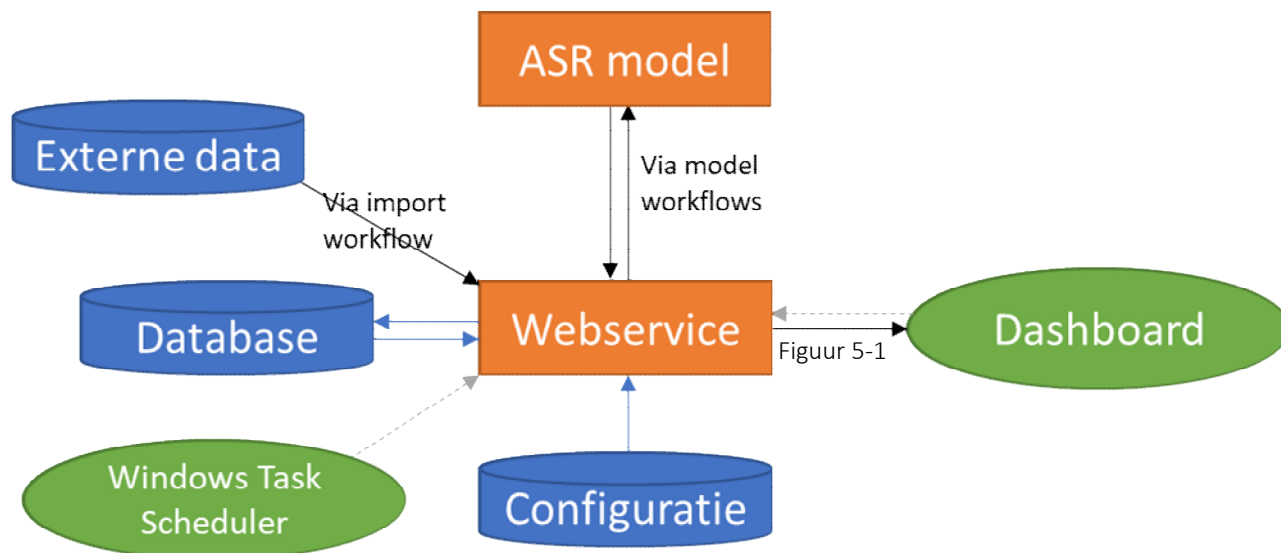 ASR model
Externe data
Via model
workflows
Via import
workflow
Database
Webservice
Figuur 5-1
Dashboard
Windows Task
Scheduler
Configuratie